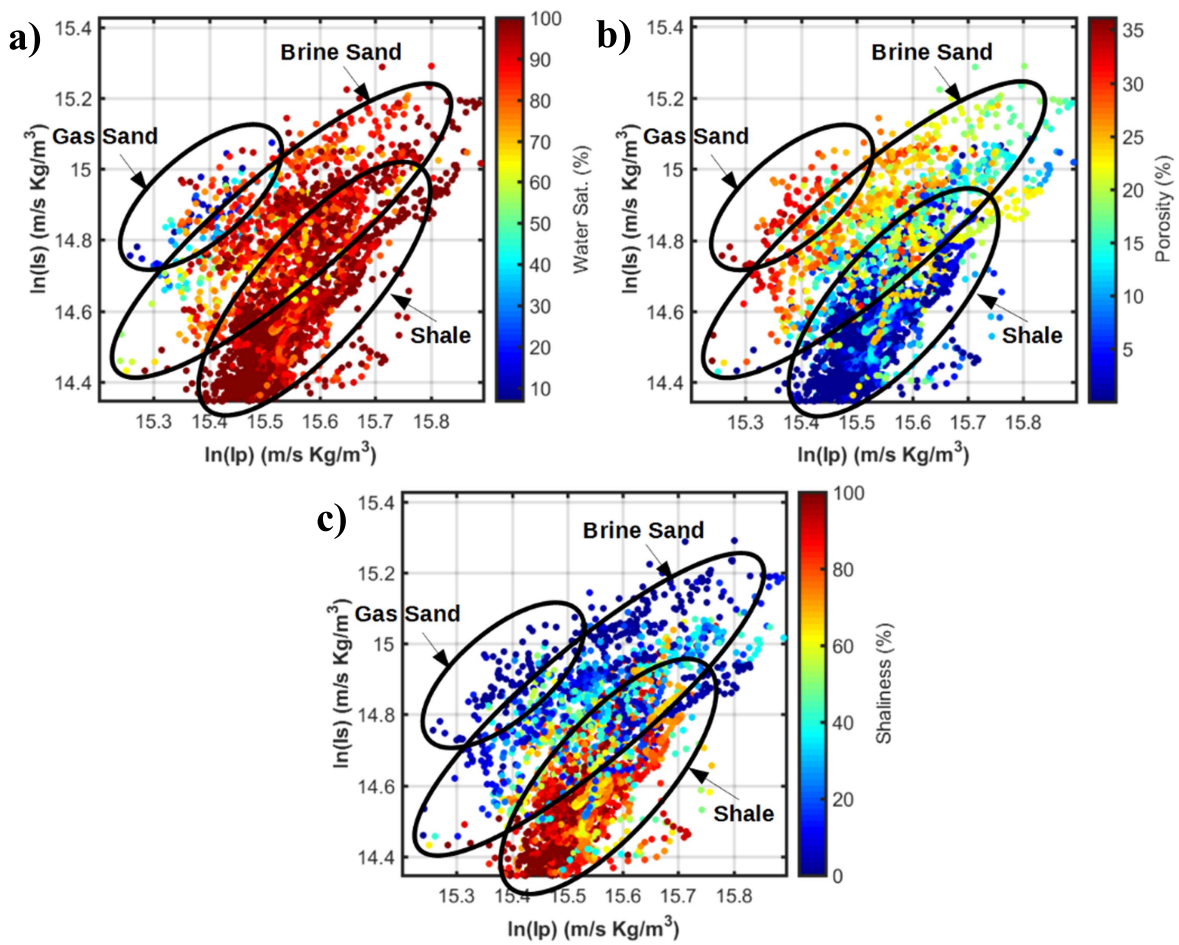 a)
15.4
15.2
15
14.8
14.6
14.4
15.3
15.4
15.5
15.6
15.7
15.8
ln(Is) (m/s Kg/m³)
ln(Ip) (m/s Kg/m³)
Brine Sand
Gas Sand
Shale
100
90
80
70
60
50
40
30
20
10
Water Sat. (%)
b)
15.4
15.2
15
14.8
14.6
14.4
15.3
15.4
15.5
15.6
15.7
15.8
ln(Is) (m/s Kg/m³)
ln(Ip) (m/s Kg/m³)
Brine Sand
Gas Sand
Shale
35
30
25
20
15
10
5
Porosity (%)
c)
15.4
15.2
15
14.8
14.6
14.4
15.3
15.4
15.5
15.6
15.7
15.8
ln(Is) (m/s Kg/m³)
ln(Ip) (m/s Kg/m³)
Brine Sand
Gas Sand
Shale
100
80
60
40
20
0
Shaliness (%)